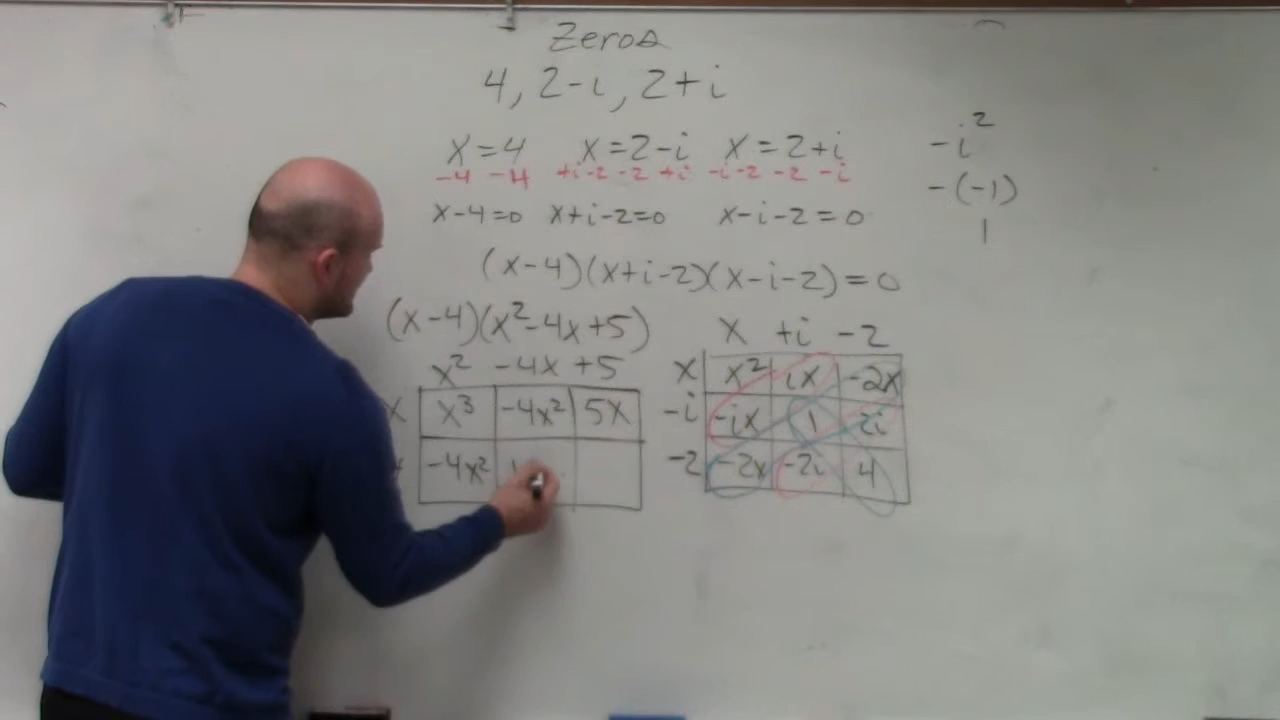 Zeros
4, 2-i, 2+i
x=4 x=2-i x=2+i
-4 -4 +i-2 -2 +i -i-2 -2 -i
x-4=0 x+i-2=0 x-i-2=0
(x-4)(x+i-2)(x-i-2)=0
(x-4)(x²-4x+5)
x² -4x +5
x x³ -4x² 5x
-4x²
x +i -2
x x² ix -2x
-i -ix 1 2i
-2 -2x -2i 4
-i²
-(-1)
1